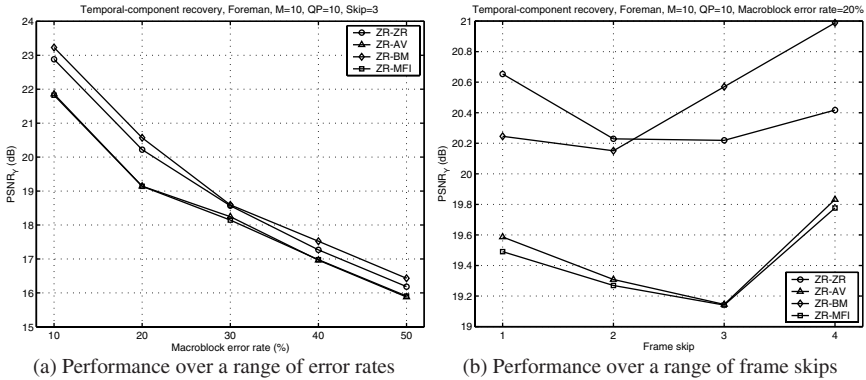 Temporal-component recovery, Foreman, M=10, QP=10, Skip=3
24
23
22
21
20
19
18
17
16
15
PSNR_Y (dB)
ZR-ZR
ZR-AV
ZR-BM
ZR-MFI
10
20
30
40
50
Macroblock error rate (%)
(a) Performance over a range of error rates
Temporal-component recovery, Foreman, M=10, QP=10, Macroblock error rate=20%
21
20.8
20.6
20.4
20.2
20
19.8
19.6
19.4
19.2
19
PSNR_Y (dB)
ZR-ZR
ZR-AV
ZR-BM
ZR-MFI
1
2
3
4
Frame skip
(b) Performance over a range of frame skips